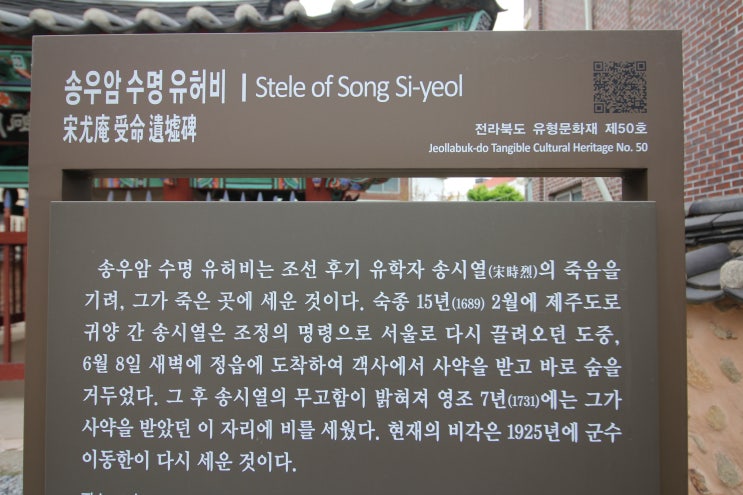 송우암 수명 유허비 | Stele of Song Si-yeol
宋尤庵 受命 遺墟碑
전라북도 유형문화재 제50호
Jeollabuk-do Tangible Cultural Heritage No. 50
송우암 수명 유허비는 조선 후기 유학자 송시열(宋時烈)의 죽음을
기려, 그가 죽은 곳에 세운 것이다. 숙종 15년(1689) 2월에 제주도로
귀양 간 송시열은 조정의 명령으로 서울로 다시 끌려오던 도중,
6월 8일 새벽에 정읍에 도착하여 객사에서 사약을 받고 바로 숨을
거두었다. 그 후 송시열의 무고함이 밝혀져 영조 7년(1731)에는 그가
사약을 받았던 이 자리에 비를 세웠다. 현재의 비각은 1925년에 군수
이동한이 다시 세운 것이다.